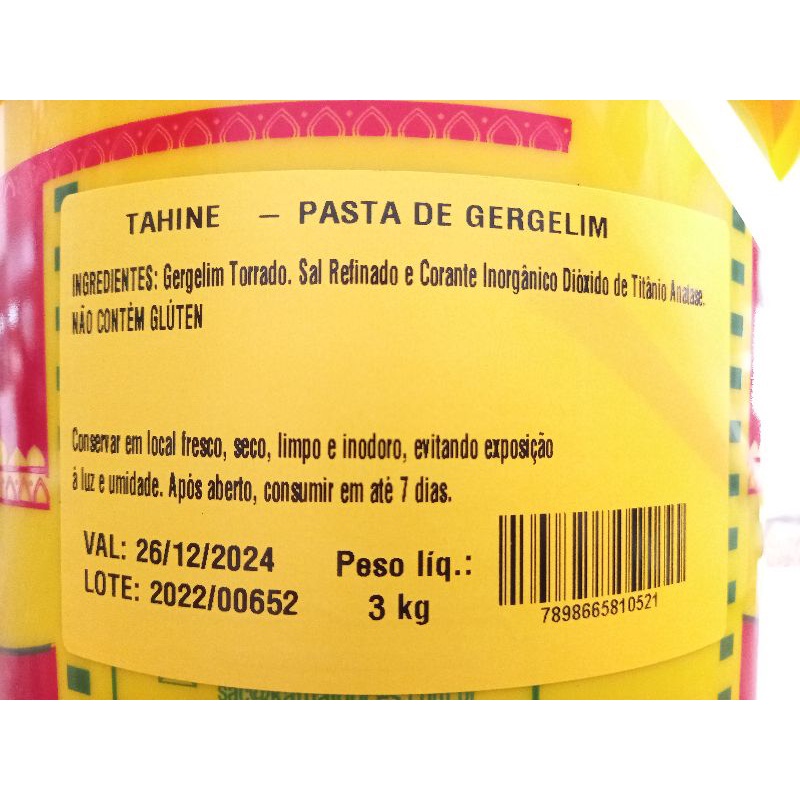 TAHINE – PASTA DE GERGELIM
INGREDIENTES: Gergelim Torrado. Sal Refinado e Corante Inorgânico Dióxido de Titânio Anatase.
NÃO CONTÉM GLÚTEN
Conservar em local fresco, seco, limpo e inodoro, evitando exposição
à luz e umidade. Após aberto, consumir em até 7 dias.
VAL: 26/12/2024
LOTE: 2022/00652
Peso líq.:
3 kg
7898665810521